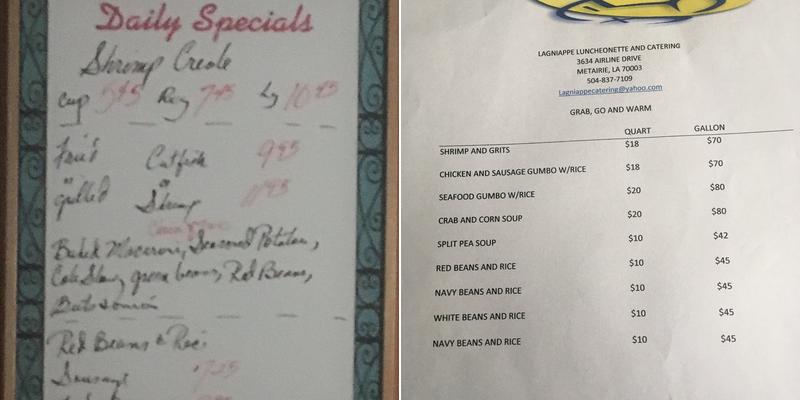 Daily Specials
Shrimp Creole
Cup 5.95 Reg 7.95 Lg 10.95
Fried Catfish 9.95
or or
grilled Shrimp 11.95
Baked Macaroni, Seasoned Potatoes,
Cole Slaw, green beans, Red Beans,
Red Beans & Rice
Sausage 7.25
LAGNIAPPE LUNCHEONETTE AND CATERING
3634 AIRLINE DRIVE
METAIRIE, LA 70003
504-837-7109
Lagniappecatering@yahoo.com
GRAB, GO AND WARM
QUART GALLON
SHRIMP AND GRITS $18 $70
CHICKEN AND SAUSAGE GUMBO W/RICE $18 $70
SEAFOOD GUMBO W/RICE $20 $80
CRAB AND CORN SOUP $20 $80
SPLIT PEA SOUP $10 $42
RED BEANS AND RICE $10 $45
NAVY BEANS AND RICE $10 $45
WHITE BEANS AND RICE $10 $45
NAVY BEANS AND RICE $10 $45